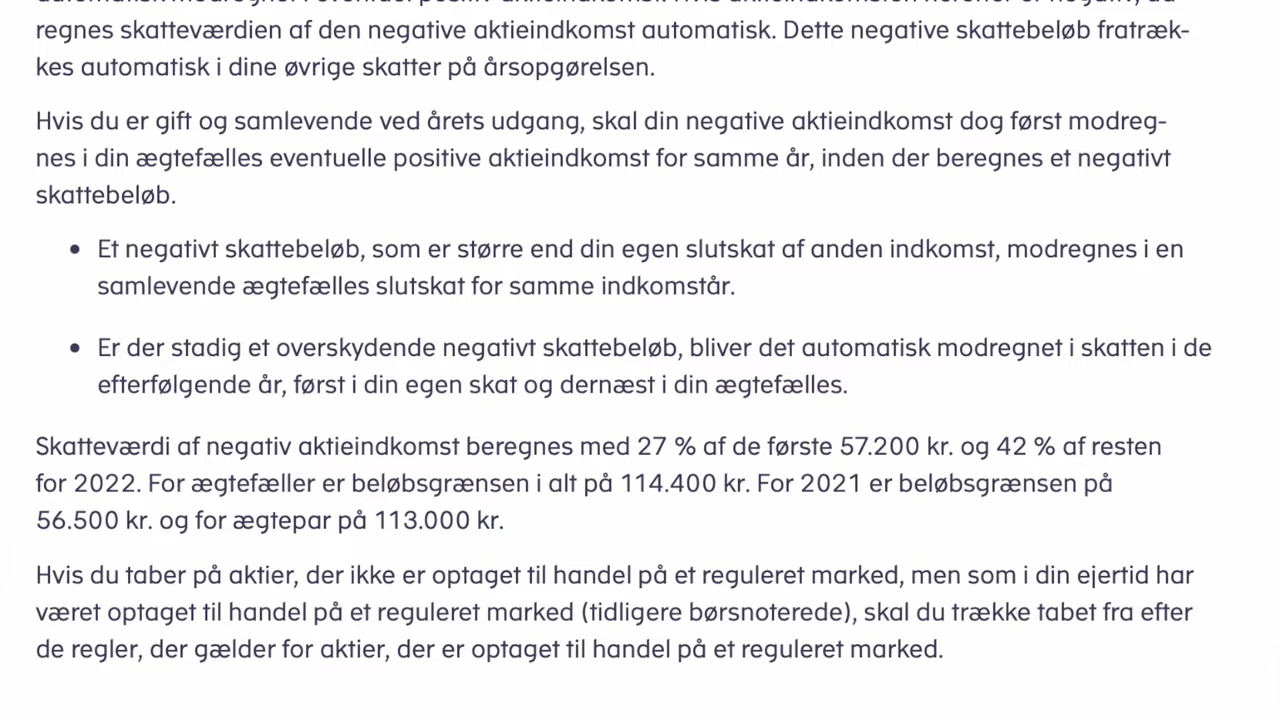 regnes skatteværdien af den negative aktieindkomst automatisk. Dette negative skattebeløb fratræk-
kes automatisk i dine øvrige skatter på årsopgørelsen.
Hvis du er gift og samlevende ved årets udgang, skal din negative aktieindkomst dog først modreg-
nes i din ægtefælles eventuelle positive aktieindkomst for samme år, inden der beregnes et negativt
skattebeløb.
• Et negativt skattebeløb, som er større end din egen slutskat af anden indkomst, modregnes i en
samlevende ægtefælles slutskat for samme indkomstår.
• Er der stadig et overskydende negativt skattebeløb, bliver det automatisk modregnet i skatten i de
efterfølgende år, først i din egen skat og dernæst i din ægtefælles.
Skatteværdi af negativ aktieindkomst beregnes med 27 % af de første 57.200 kr. og 42 % af resten
for 2022. For ægtefæller er beløbsgrænsen i alt på 114.400 kr. For 2021 er beløbsgrænsen på
56.500 kr. og for ægtepar på 113.000 kr.
Hvis du taber på aktier, der ikke er optaget til handel på et reguleret marked, men som i din ejertid har
været optaget til handel på et reguleret marked (tidligere børsnoterede), skal du trække tabet fra efter
de regler, der gælder for aktier, der er optaget til handel på et reguleret marked.